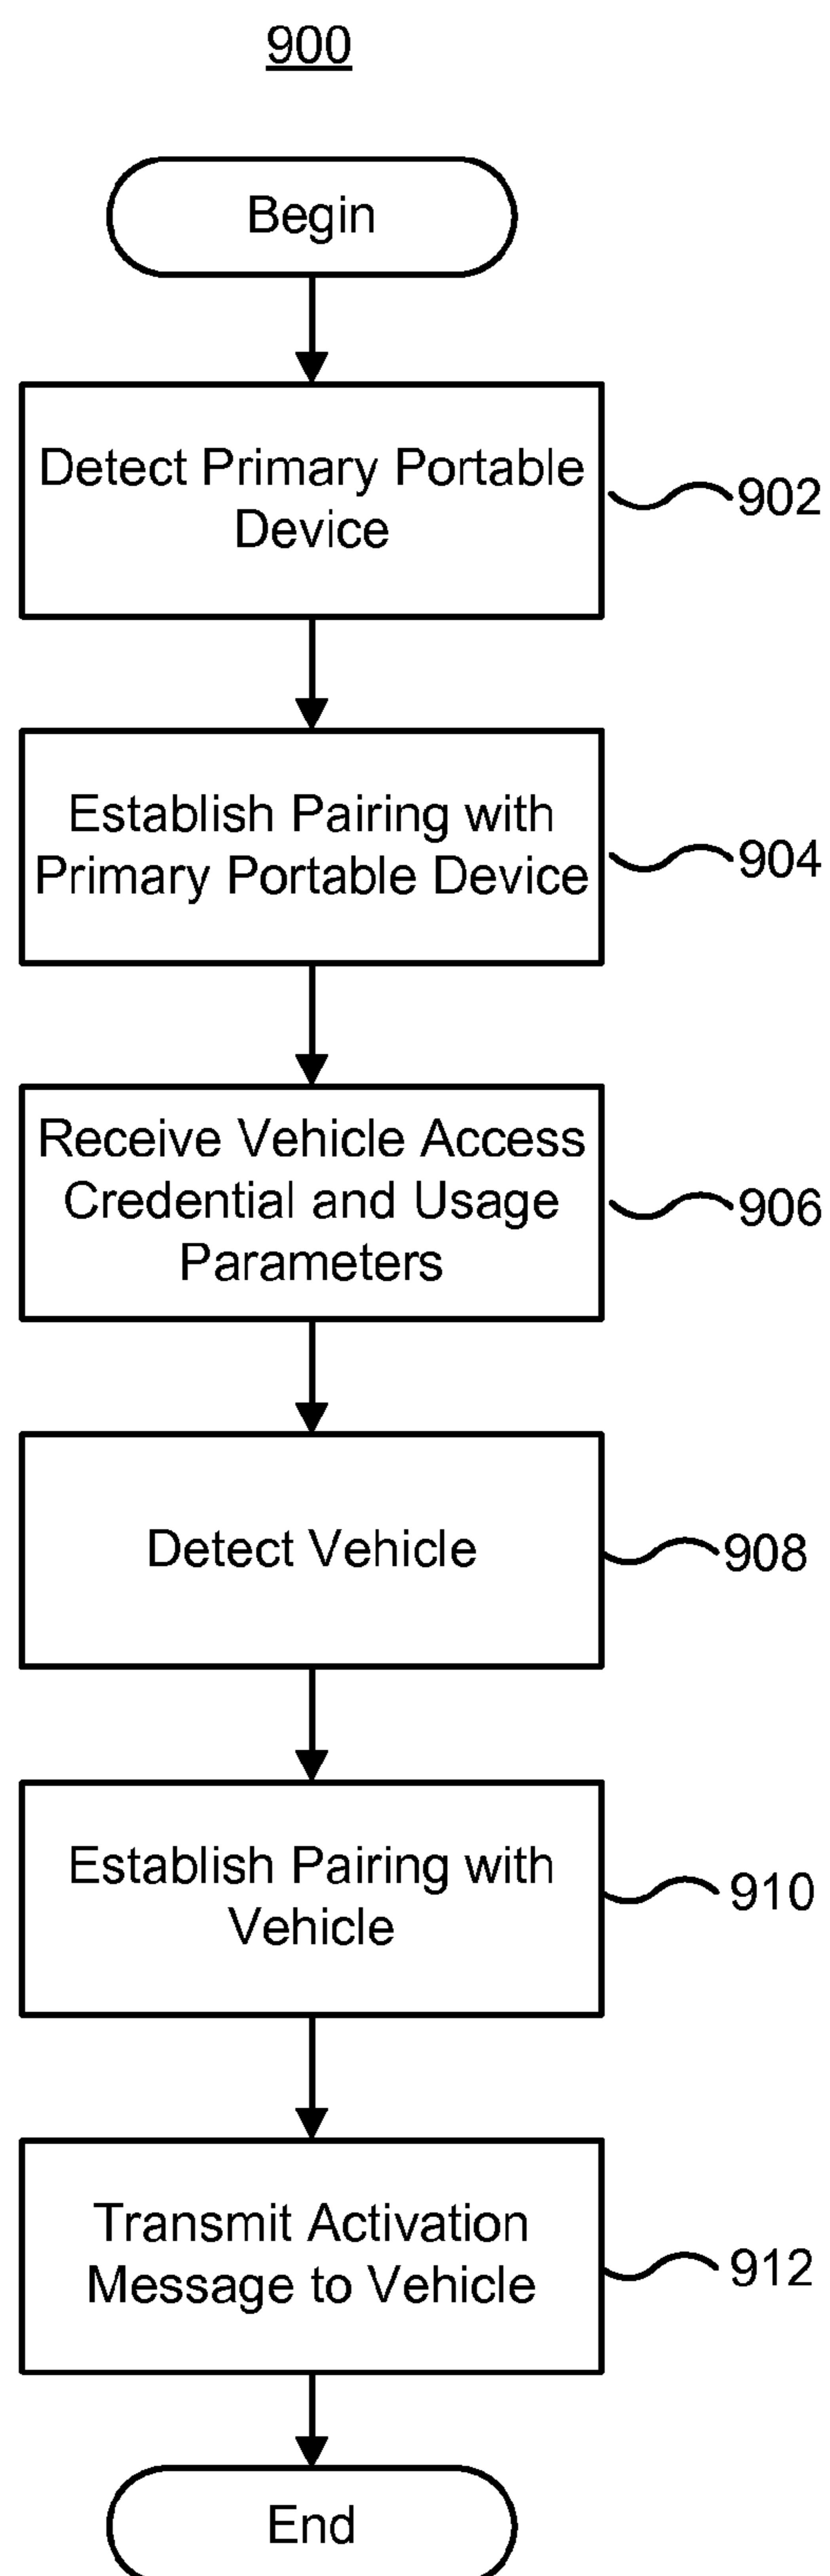 900
Begin
Detect Primary Portable
Device
902
Establish Pairing with
Primary Portable Device
904
Receive Vehicle Access
Credential and Usage
Parameters
906
Detect Vehicle
908
Establish Pairing with
Vehicle
910
Transmit Activation
Message to Vehicle
912
End